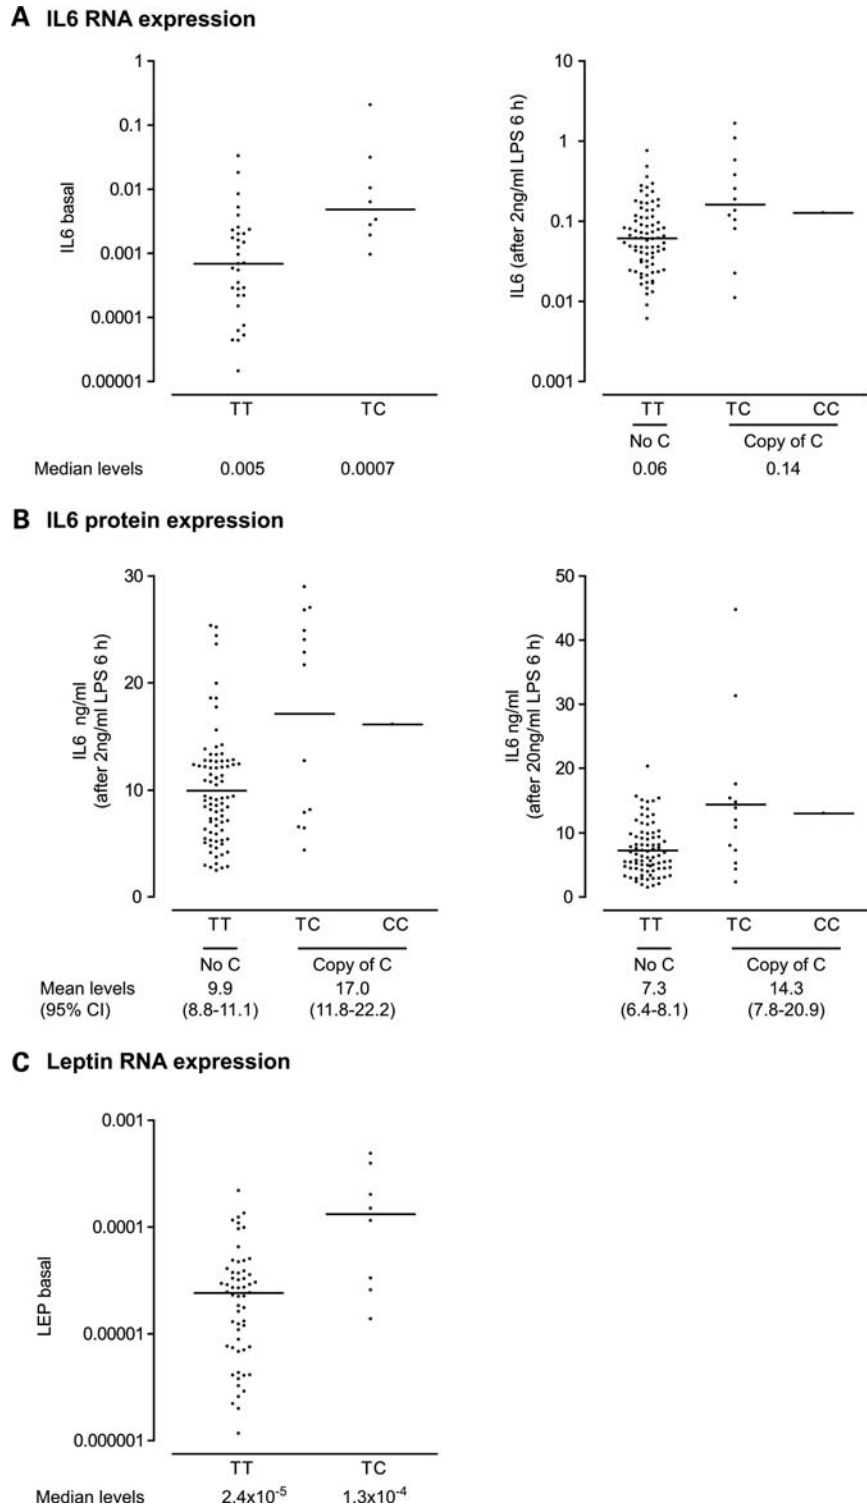 A IL6 RNA expression
IL6 basal
1
0.1
0.01
0.001
0.0001
0.00001
TT TC
Median levels 0.005 0.0007
IL6 (after 2ng/ml LPS 6 h)
10
1
0.1
0.01
0.001
TT TC CC
No C Copy of C
0.06 0.14
B IL6 protein expression
IL6 ng/ml
(after 2ng/ml LPS 6 h)
30
20
10
0
TT TC CC
No C Copy of C
Mean levels 9.9 17.0
(95% CI) (8.8-11.1) (11.8-22.2)
IL6 ng/ml
(after 20ng/ml LPS 6 h)
50
40
30
20
10
0
TT TC CC
No C Copy of C
7.3 14.3
(6.4-8.1) (7.8-20.9)
C Leptin RNA expression
LEP basal
0.001
0.0001
0.00001
0.000001
TT TC
Median levels 2.4x10⁻⁵ 1.3x10⁻⁴